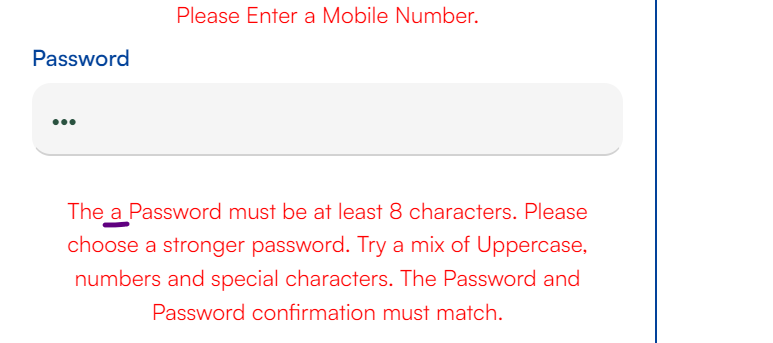 Please Enter a Mobile Number.
Password
•••
The a Password must be at least 8 characters. Please
choose a stronger password. Try a mix of Uppercase,
numbers and special characters. The Password and
Password confirmation must match.